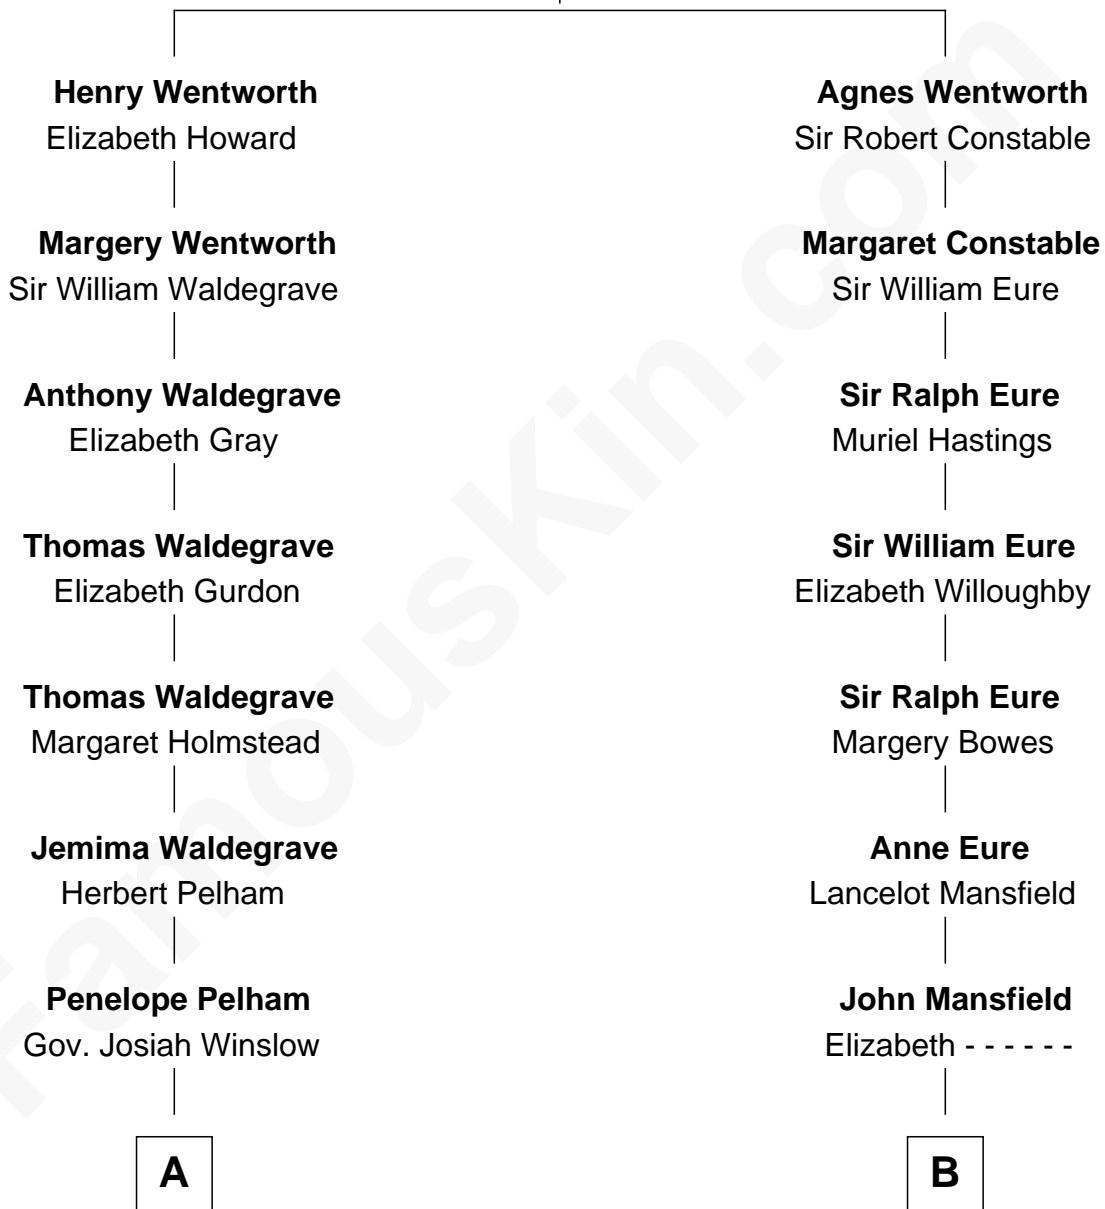 Henry Wentworth
Elizabeth Howard
Margery Wentworth
Sir William Waldegrave
Anthony Waldegrave
Elizabeth Gray
Thomas Waldegrave
Elizabeth Gurdon
Thomas Waldegrave
Margaret Holmstead
Jemima Waldegrave
Herbert Pelham
Penelope Pelham
Gov. Josiah Winslow
A
Agnes Wentworth
Sir Robert Constable
Margaret Constable
Sir William Eure
Sir Ralph Eure
Muriel Hastings
Sir William Eure
Elizabeth Willoughby
Sir Ralph Eure
Margery Bowes
Anne Eure
Lancelot Mansfield
John Mansfield
Elizabeth - - - - - -
B
FamousKin.com